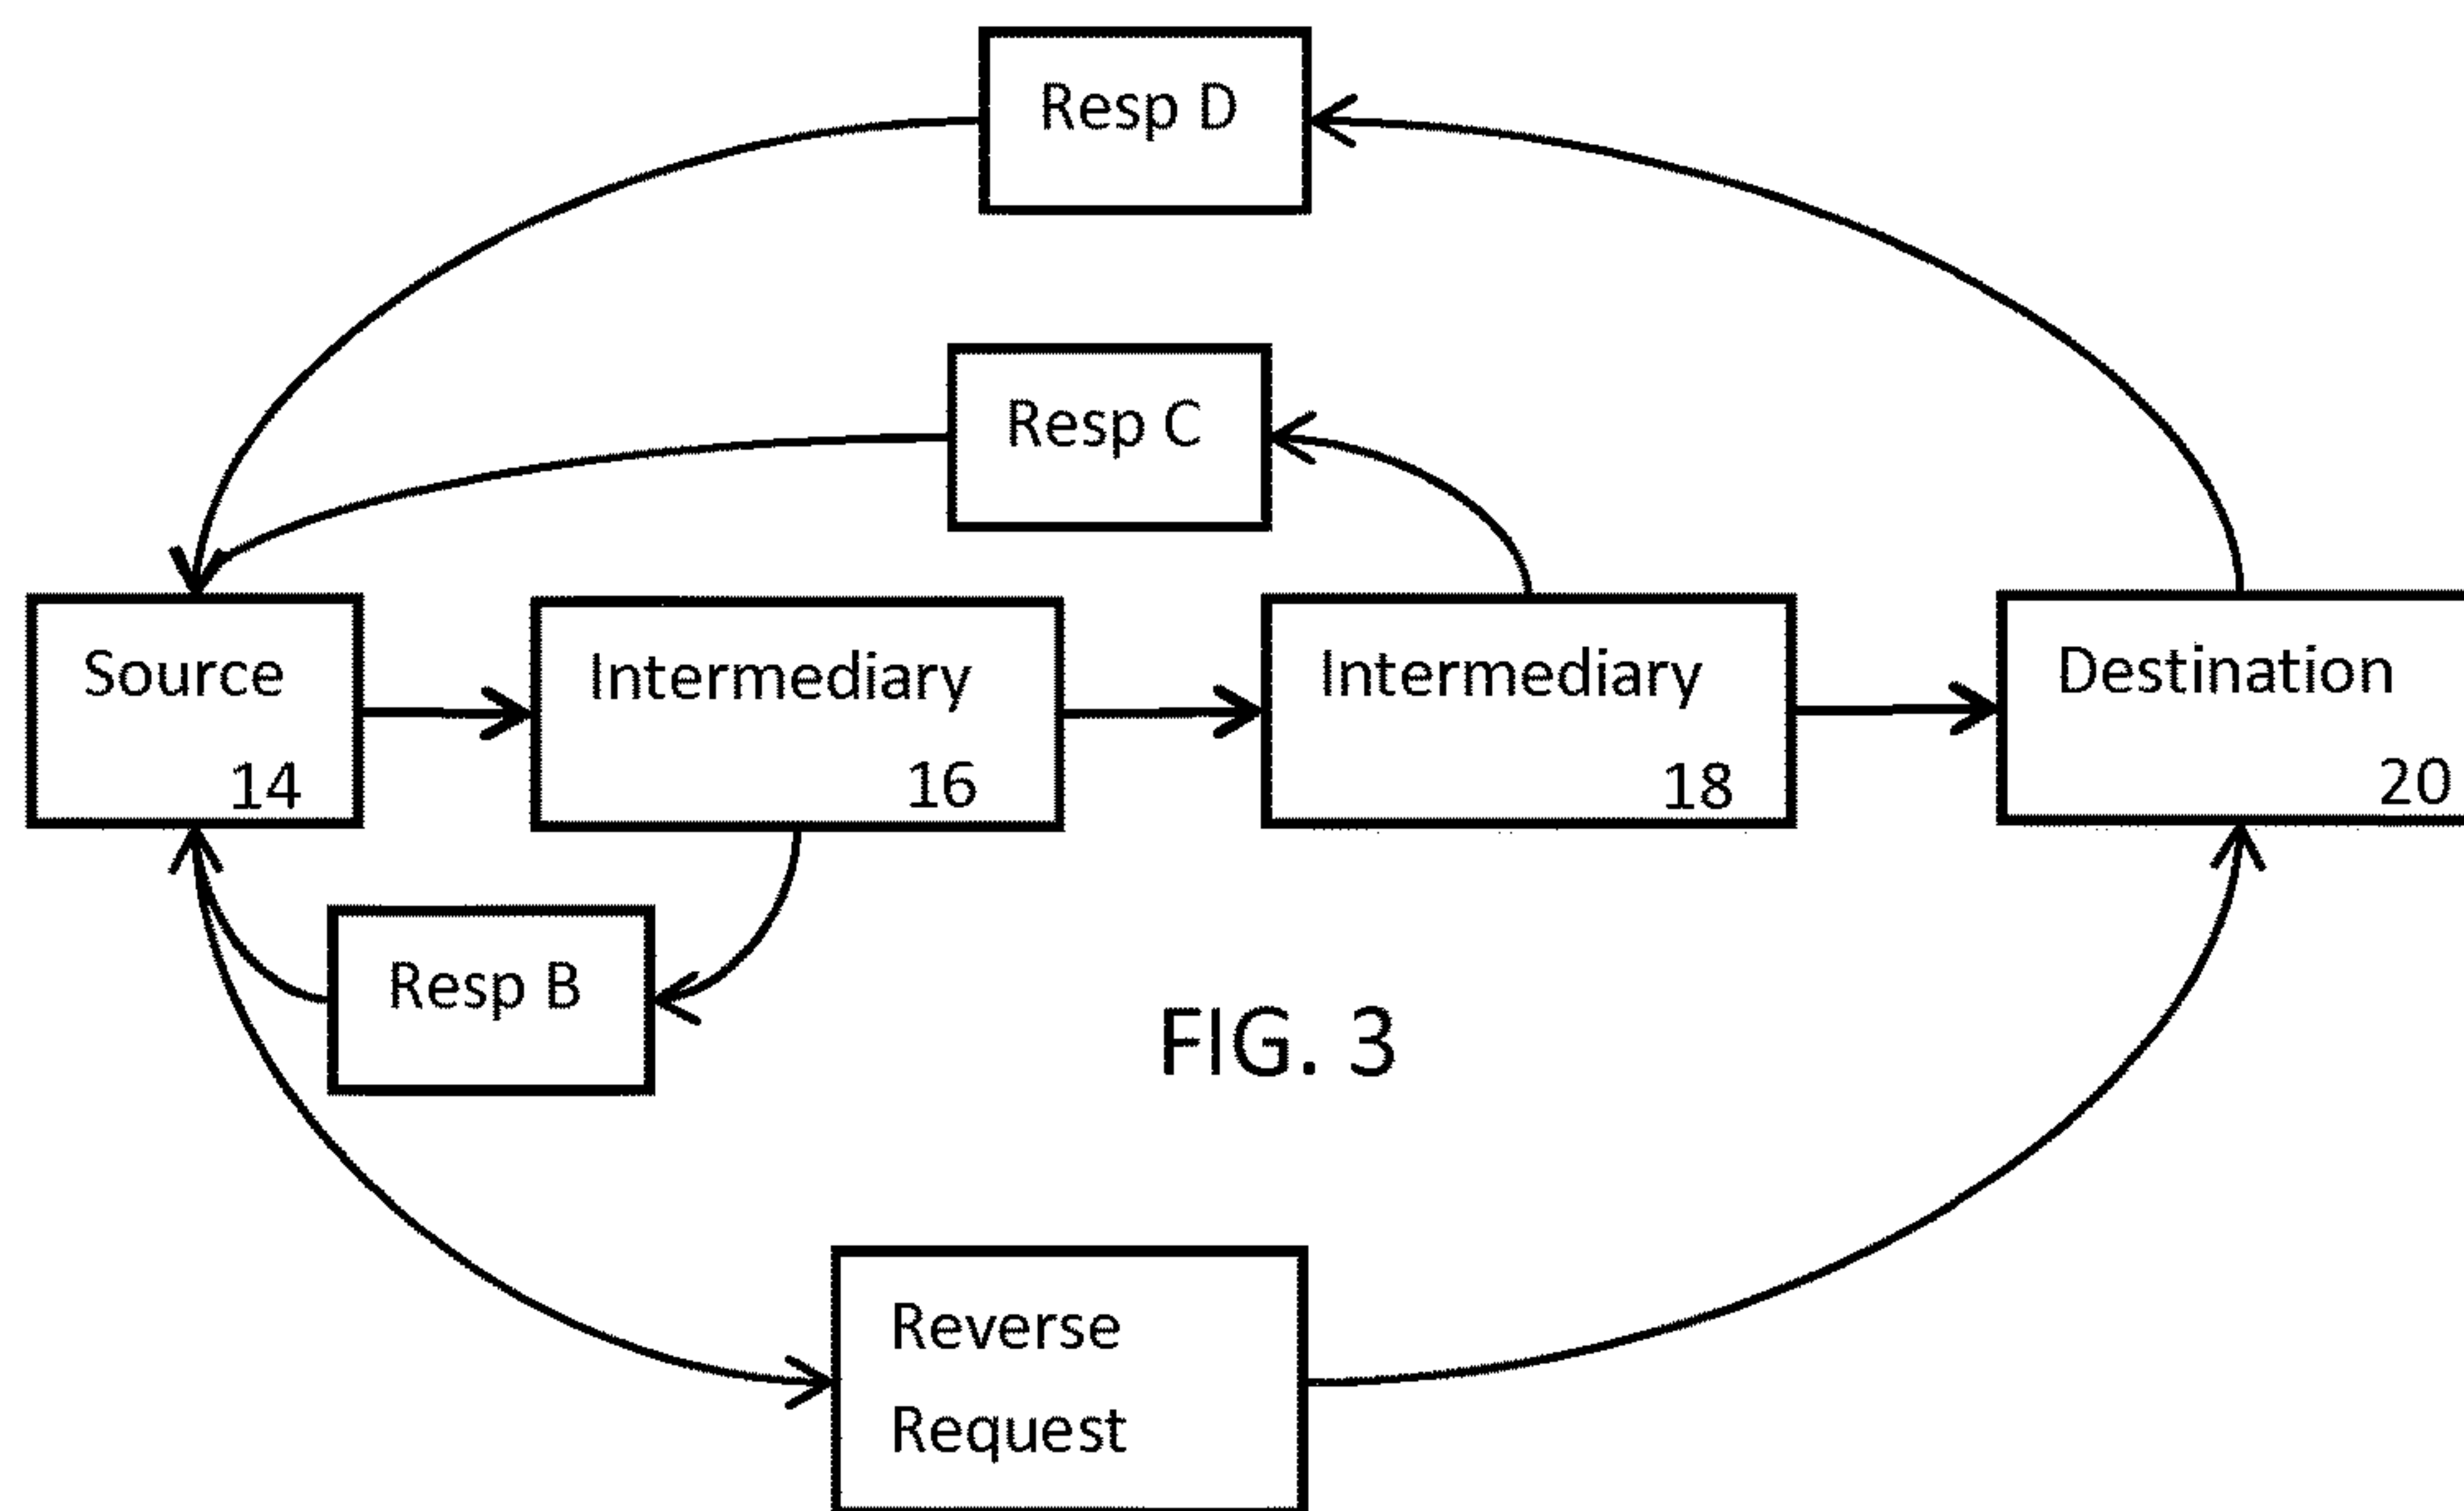 Resp D
Resp C
Source
14
Intermediary
16
Intermediary
18
Destination
20
Resp B
FIG. 3
Reverse
Request